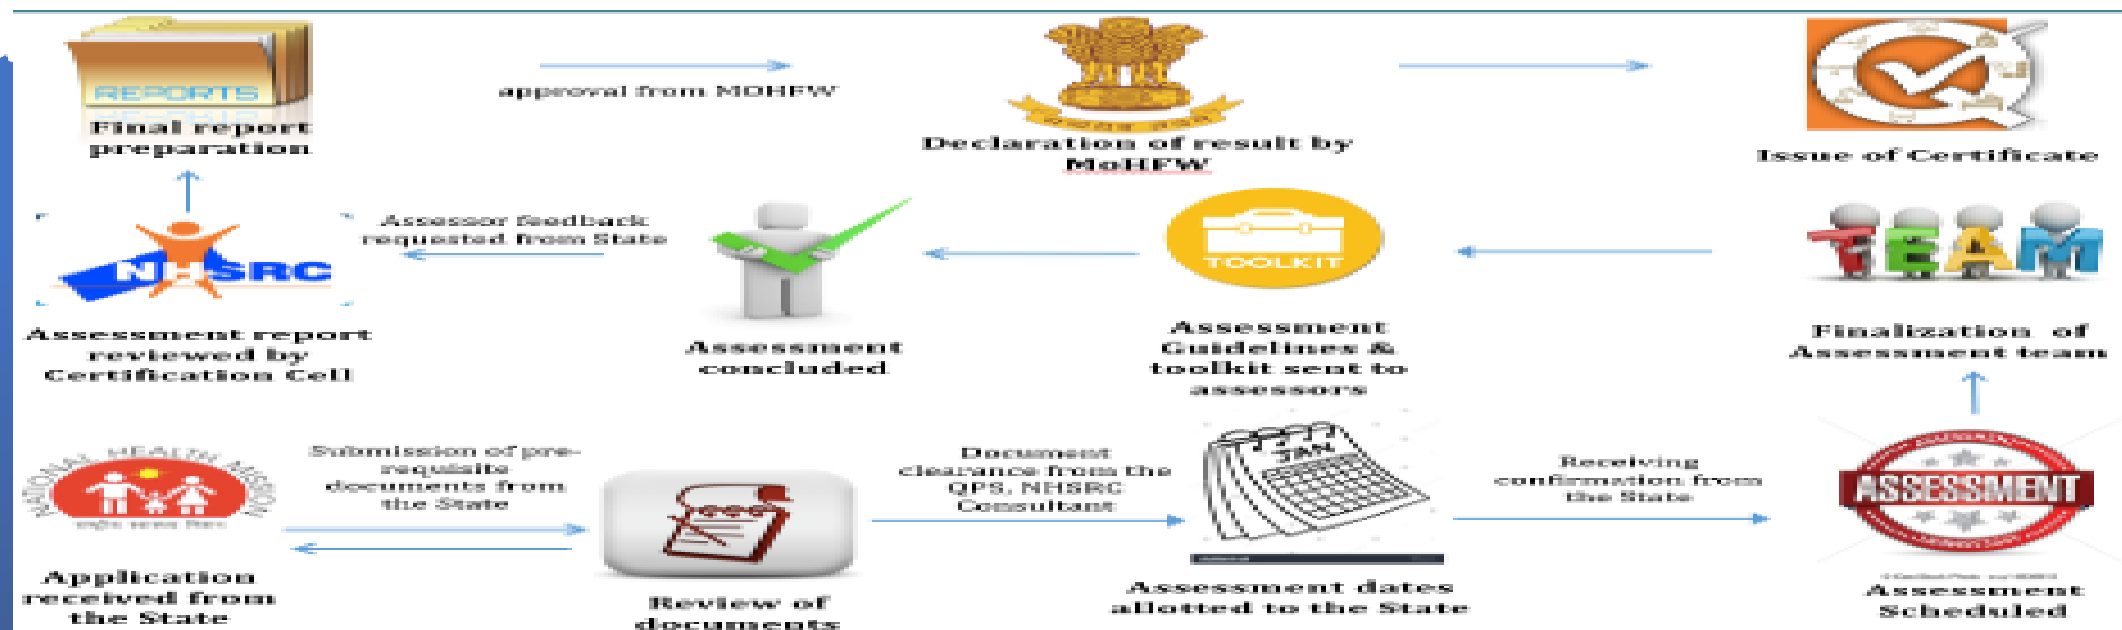 REPORTS
Final report
preparation
approval from MOHFW
Declaration of result by
MoHFW
Issue of Certificate
NHSRC
Assessment report
reviewed by
Certification Cell
Assessor feedback
requested from State
Assessment
concluded
TOOLKIT
Assessment
Guidelines &
toolkit sent to
assessors
TEAM
Finalization of
Assessment team
NATIONAL HEALTH MISSION
Application
received from
the State
Submission of pre-
requisite
documents from
the State
Review of
documents
Document
clearance from the
QPS, NHSRC
Consultant
JAN
Assessment dates
allotted to the State
Receiving
confirmation from
the State
ASSESSMENT
Assessment
Scheduled